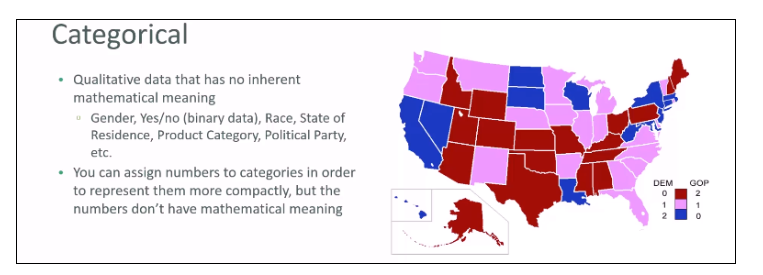 Categorical
• Qualitative data that has no inherent
mathematical meaning
▫ Gender, Yes/no (binary data), Race, State of
Residence, Product Category, Political Party,
etc.
• You can assign numbers to categories in order
to represent them more compactly, but the
numbers don't have mathematical meaning
DEM GOP
0 2
1 1
2 0